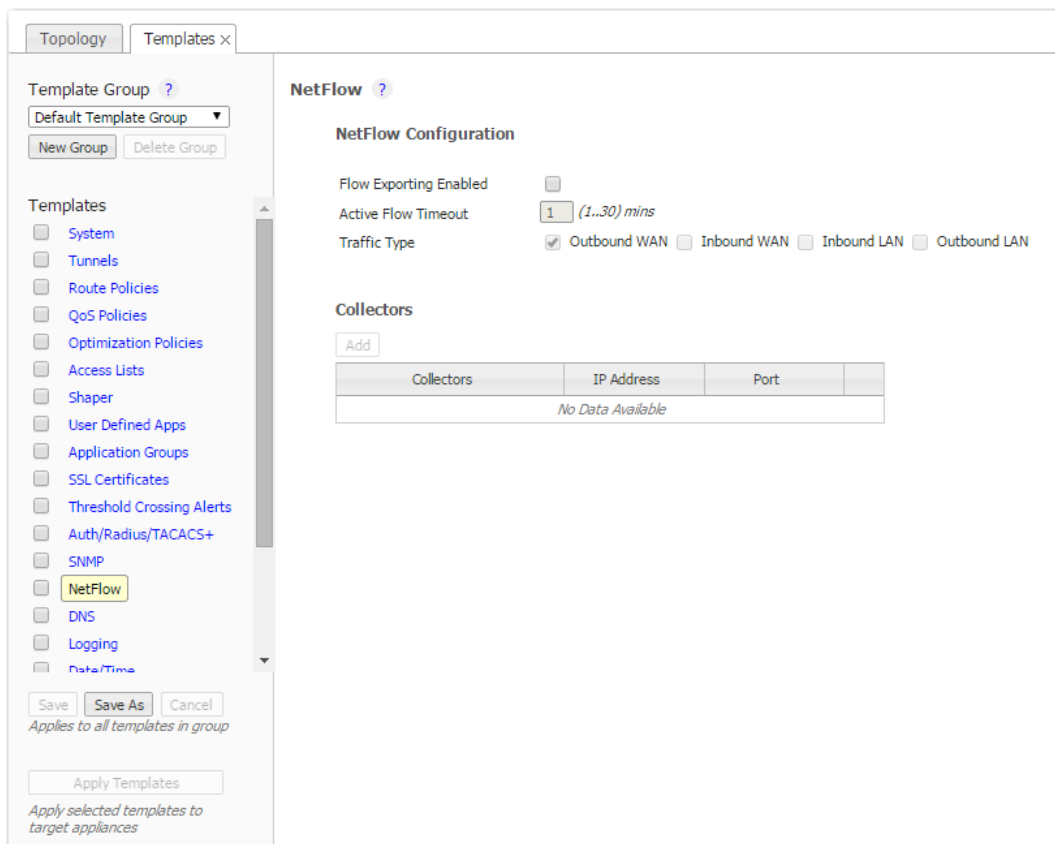 Topology Templates ×
Template Group ?
Default Template Group ▼
New Group Delete Group
Templates
System
Tunnels
Route Policies
QoS Policies
Optimization Policies
Access Lists
Shaper
User Defined Apps
Application Groups
SSL Certificates
Threshold Crossing Alerts
Auth/Radius/TACACS+
SNMP
NetFlow
DNS
Logging
Date/Time
Save Save As Cancel
Applies to all templates in group
Apply Templates
Apply selected templates to
target appliances
NetFlow ?
NetFlow Configuration
Flow Exporting Enabled
Active Flow Timeout 1 (1..30) mins
Traffic Type Outbound WAN Inbound WAN Inbound LAN Outbound LAN
Collectors
Add
Collectors IP Address Port
No Data Available